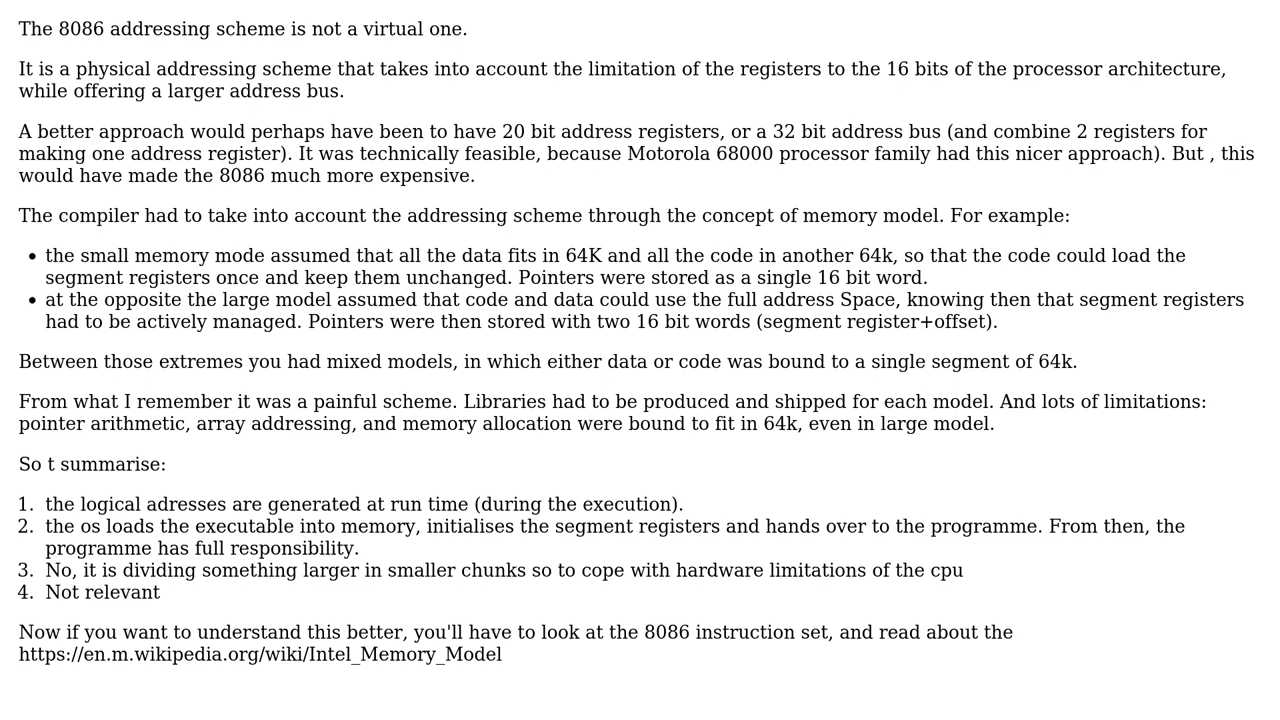 The 8086 addressing scheme is not a virtual one.
It is a physical addressing scheme that takes into account the limitation of the registers to the 16 bits of the processor architecture,
while offering a larger address bus.
A better approach would perhaps have been to have 20 bit address registers, or a 32 bit address bus (and combine 2 registers for
making one address register). It was technically feasible, because Motorola 68000 processor family had this nicer approach). But , this
would have made the 8086 much more expensive.
The compiler had to take into account the addressing scheme through the concept of memory model. For example:
• the small memory mode assumed that all the data fits in 64K and all the code in another 64k, so that the code could load the
segment registers once and keep them unchanged. Pointers were stored as a single 16 bit word.
• at the opposite the large model assumed that code and data could use the full address Space, knowing then that segment registers
had to be actively managed. Pointers were then stored with two 16 bit words (segment register+offset).
Between those extremes you had mixed models, in which either data or code was bound to a single segment of 64k.
From what I remember it was a painful scheme. Libraries had to be produced and shipped for each model. And lots of limitations:
pointer arithmetic, array addressing, and memory allocation were bound to fit in 64k, even in large model.
So t summarise:
1. the logical adresses are generated at run time (during the execution).
2. the os loads the executable into memory, initialises the segment registers and hands over to the programme. From then, the
programme has full responsibility.
3. No, it is dividing something larger in smaller chunks so to cope with hardware limitations of the cpu
4. Not relevant
Now if you want to understand this better, you'll have to look at the 8086 instruction set, and read about the
https://en.m.wikipedia.org/wiki/Intel_Memory_Model